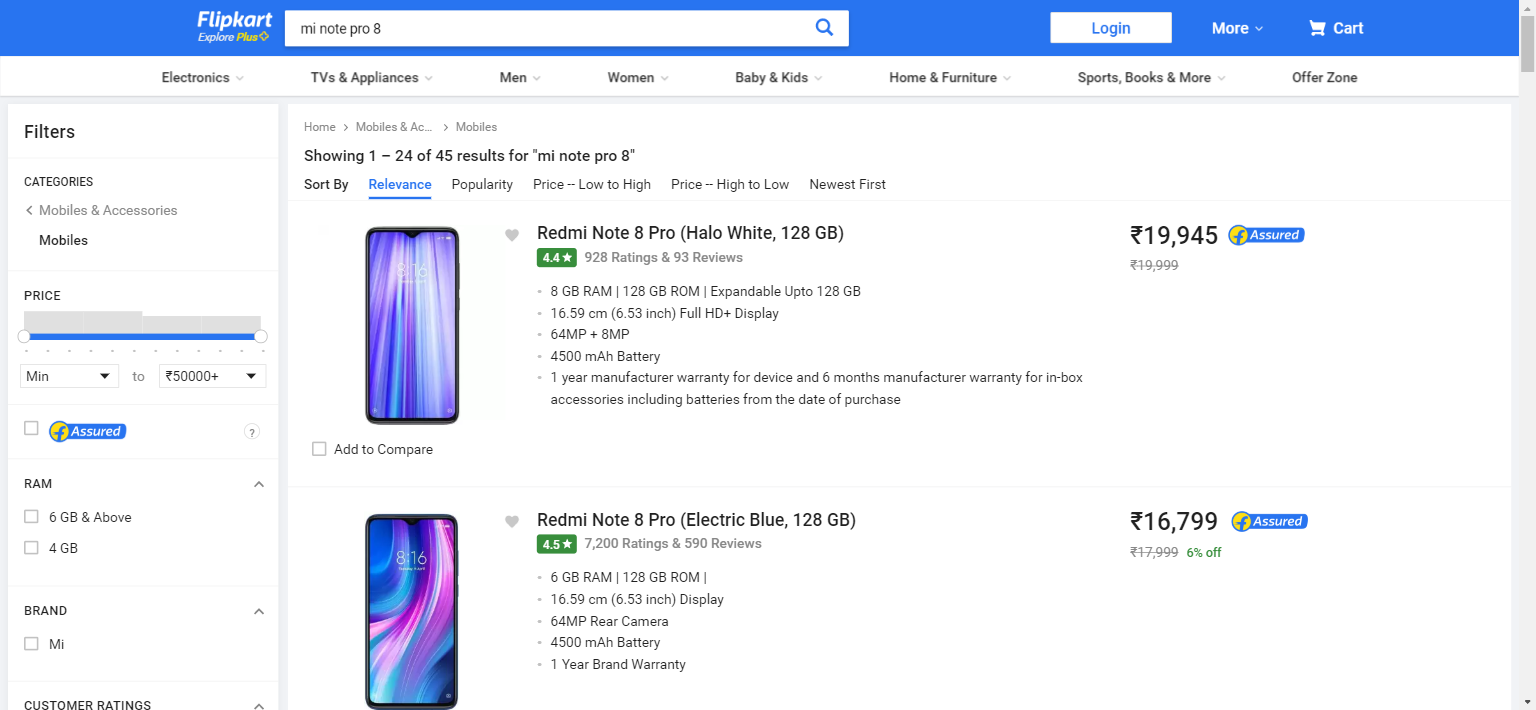 Flipkart
Explore Plus
mi note pro 8
Login
More
Cart
Electronics
TVs & Appliances
Men
Women
Baby & Kids
Home & Furniture
Sports, Books & More
Offer Zone
Filters
CATEGORIES
Mobiles & Accessories
Mobiles
PRICE
Min
to
₹50000+
Assured
?
RAM
6 GB & Above
4 GB
BRAND
Mi
CUSTOMER RATINGS
Home > Mobiles & Ac... > Mobiles
Showing 1 – 24 of 45 results for "mi note pro 8"
Sort By Relevance Popularity Price -- Low to High Price -- High to Low Newest First
8:16
Add to Compare
Redmi Note 8 Pro (Halo White, 128 GB)
4.4★ 928 Ratings & 93 Reviews
8 GB RAM | 128 GB ROM | Expandable Upto 128 GB
16.59 cm (6.53 inch) Full HD+ Display
64MP + 8MP
4500 mAh Battery
1 year manufacturer warranty for device and 6 months manufacturer warranty for in-box
accessories including batteries from the date of purchase
₹19,945 Assured
₹19,999
8:16
Redmi Note 8 Pro (Electric Blue, 128 GB)
4.5★ 7,200 Ratings & 590 Reviews
6 GB RAM | 128 GB ROM |
16.59 cm (6.53 inch) Display
64MP Rear Camera
4500 mAh Battery
1 Year Brand Warranty
₹16,799 Assured
₹17,999 6% off